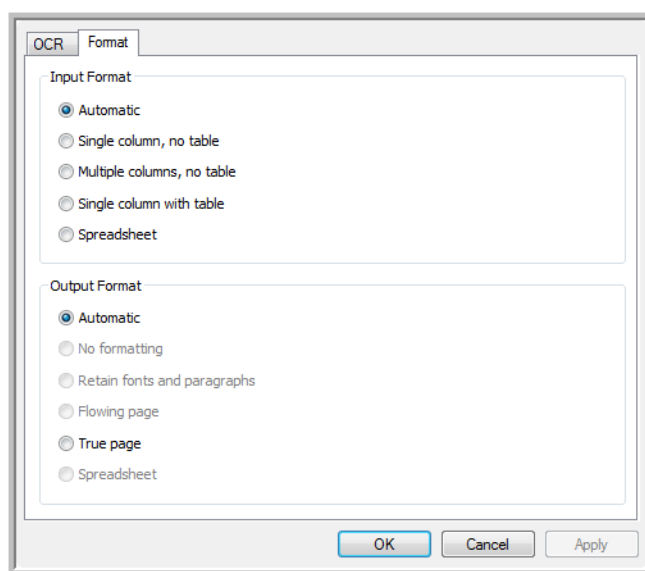 OCR Format
Input Format
Automatic
Single column, no table
Multiple columns, no table
Single column with table
Spreadsheet
Output Format
Automatic
No formatting
Retain fonts and paragraphs
Flowing page
True page
Spreadsheet
OK Cancel Apply